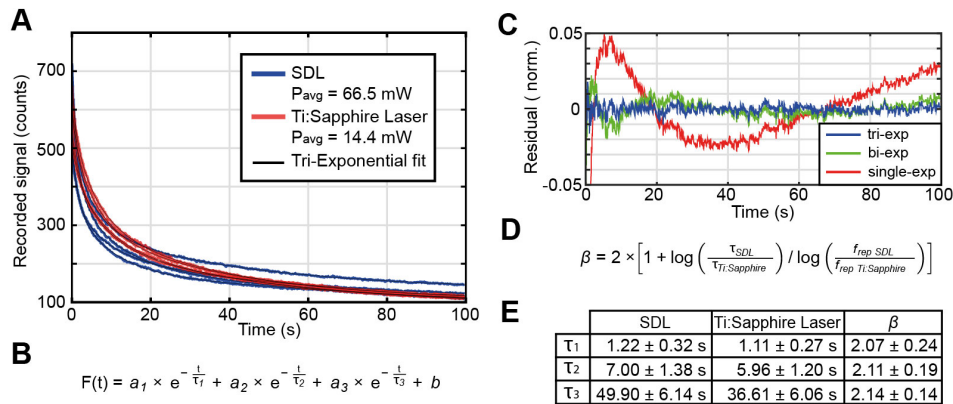 A
Recorded signal (counts)
700
500
300
100
0
20
40
60
80
100
Time (s)
SDL
Pavg = 66.5 mW
Ti:Sapphire Laser
Pavg = 14.4 mW
Tri-Exponential fit
B
F(t) = a₁ × e^(- t/τ₁) + a₂ × e^(- t/τ₂) + a₃ × e^(- t/τ₃) + b
C
Residual ( norm.)
0.05
0
-0.05
0
20
40
60
80
100
Time (s)
tri-exp
bi-exp
single-exp
D
β = 2 × [1 + log (τSDL / τTi:Sapphire) / log (frep SDL / frep Ti:Sapphire)]
E
SDL Ti:Sapphire Laser β
τ1 1.22 ± 0.32 s 1.11 ± 0.27 s 2.07 ± 0.24
τ2 7.00 ± 1.38 s 5.96 ± 1.20 s 2.11 ± 0.19
τ3 49.90 ± 6.14 s 36.61 ± 6.06 s 2.14 ± 0.14